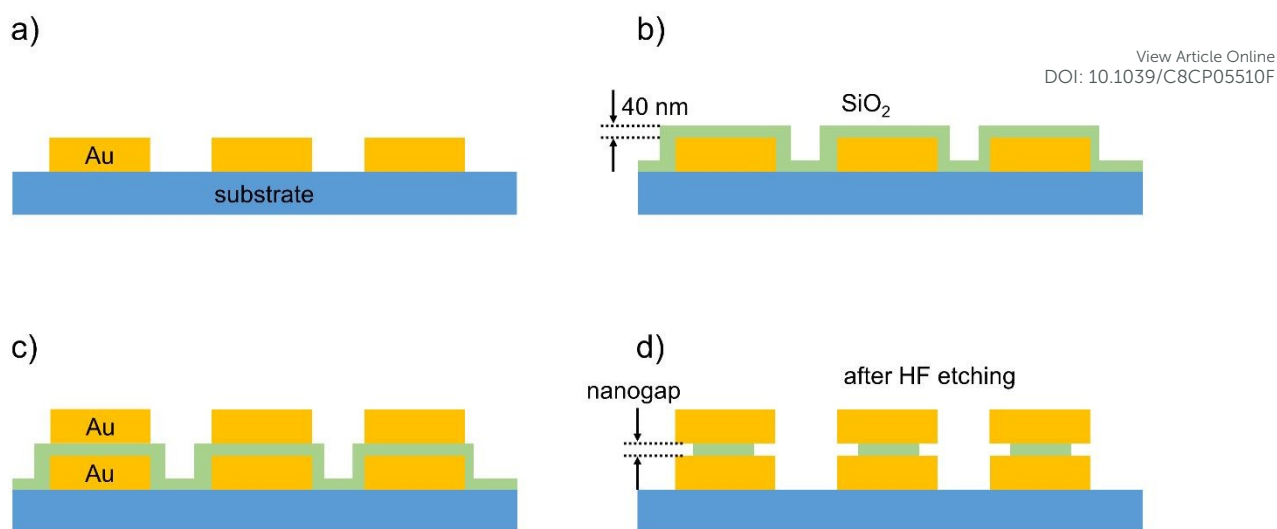 a)
Au
substrate
b)
View Article Online
DOI: 10.1039/C8CP05510F
40 nm
SiO₂
c)
Au
Au
d)
after HF etching
nanogap